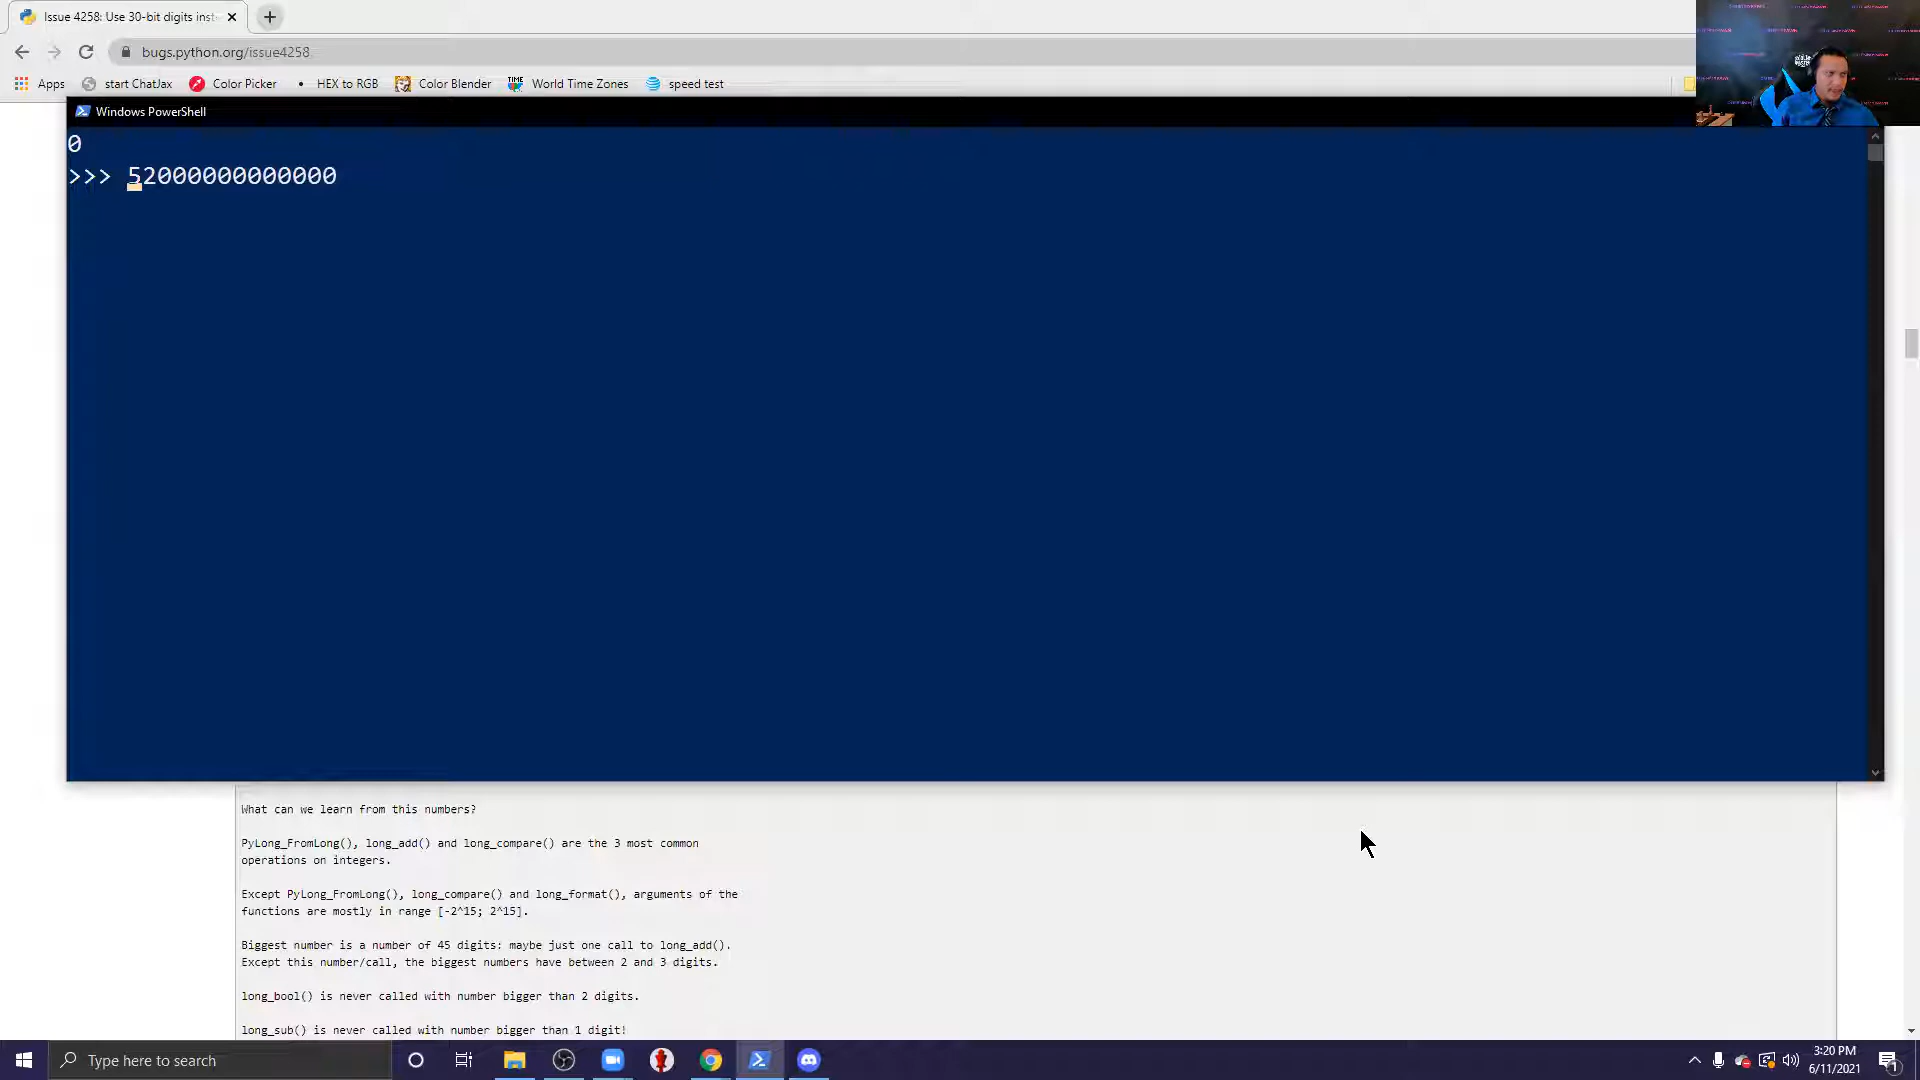 Issue 4258: Use 30-bit digits inst
bugs.python.org/issue4258
Apps
start ChatJax
Color Picker
HEX to RGB
Color Blender
TIME
World Time Zones
speed test
Windows PowerShell
0
>>> 52000000000000
What can we learn from this numbers?
PyLong_FromLong(), long_add() and long_compare() are the 3 most common
operations on integers.
Except PyLong_FromLong(), long_compare() and long_format(), arguments of the
functions are mostly in range [-2^15; 2^15].
Biggest number is a number of 45 digits: maybe just one call to long_add().
Except this number/call, the biggest numbers have between 2 and 3 digits.
long_bool() is never called with number bigger than 2 digits.
long_sub() is never called with number bigger than 1 digit!
Type here to search
3:20 PM
6/11/2021
1